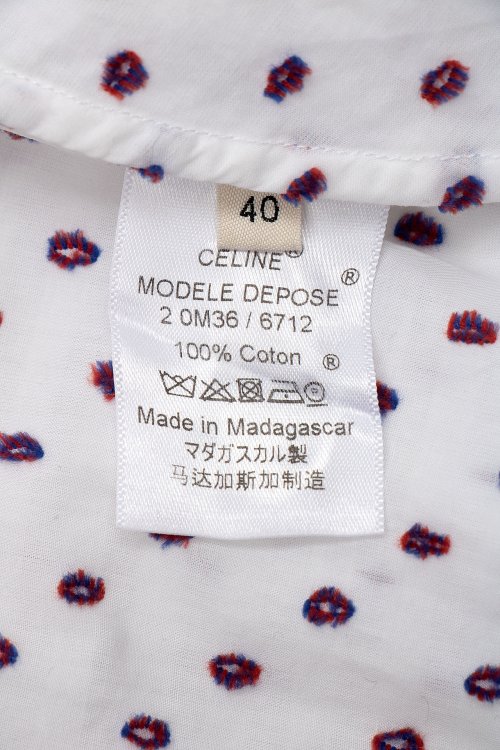 40
CELINE®
MODELE DEPOSE®
2 0M36 / 6712
100% Coton ®
Made in Madagascar
マダガスカル製
马达加斯加制造